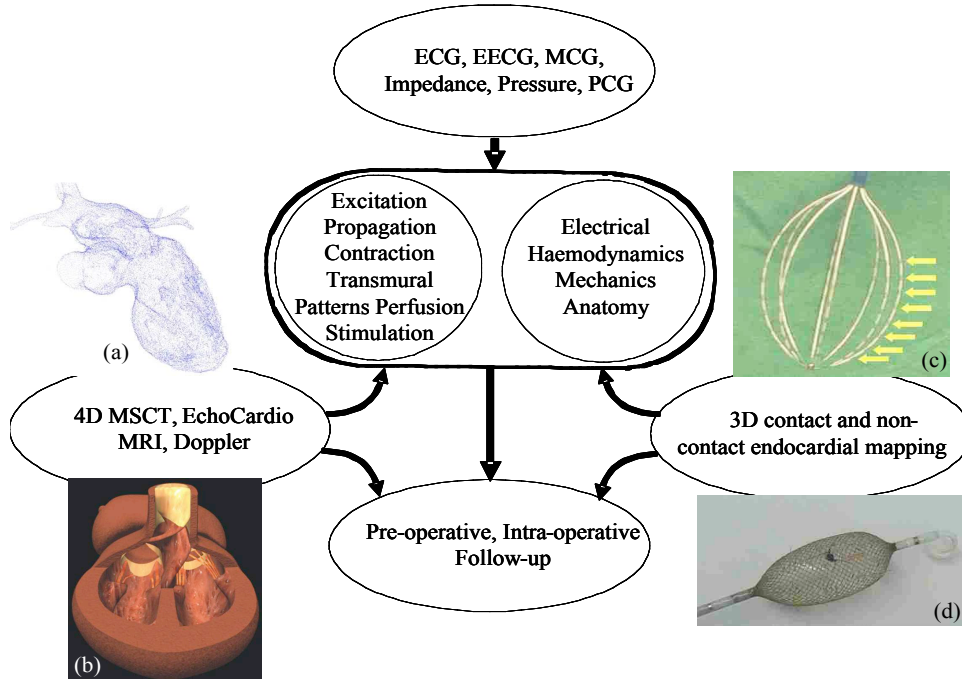 ECG, EECG, MCG,
Impedance, Pressure, PCG
Excitation
Propagation
Contraction
Transmural
Patterns Perfusion
Stimulation
Electrical
Haemodynamics
Mechanics
Anatomy
(a)
(c)
4D MSCT, EchoCardio
MRI, Doppler
3D contact and non-
contact endocardial mapping
Pre-operative, Intra-operative
Follow-up
(b)
(d)